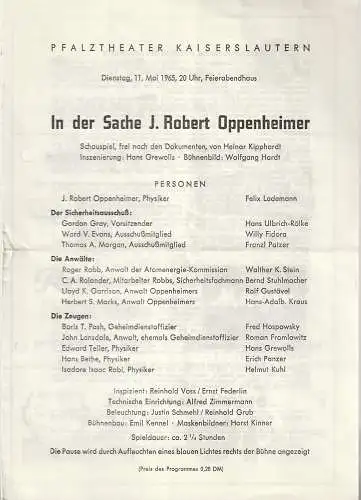 PFALZTHEATER KAISERSLAUTERN
Dienstag, 11. Mai 1965, 20 Uhr, Feierabendhaus
In der Sache J. Robert Oppenheimer
Schauspiel, frei nach den Dokumenten, von Heinar Kipphardt
Inszenierung: Hans Grewolls · Bühnenbild: Wolfgang Hardt
PERSONEN
J. Robert Oppenheimer, Physiker Felix Lademann
Der Sicherheitsausschuß:
Gordon Gray, Vorsitzender Hans Ulbrich-Rölke
Ward V. Evans, Ausschußmitglied Willy Fidora
Thomas A. Morgan, Ausschußmitglied Franzl Patzer
Die Anwälte:
Roger Robb, Anwalt der Atomenergie-Kommission Walther K. Stein
C. A. Rolander, Mitarbeiter Robbs, Sicherheitsfachmann Bernd Stuhlmacher
Lloyd K. Garrison, Anwalt Oppenheimers Rolf Gustävel
Herbert S. Marks, Anwalt Oppenheimers Hans-Adalb. Kraus
Die Zeugen:
Boris T. Pash, Geheimdienstoffizier Fred Hospowsky
John Lansdale, Anwalt, ehemals Geheimdienstoffizier Roman Fromlowitz
Edward Teller, Physiker Hans Grewolls
Hans Bethe, Physiker Erich Panzer
Isadore Isaac Rabi, Physiker Helmut Kuhl
Inspizient: Reinhold Voss / Ernst Federlin
Technische Einrichtung: Alfred Zimmermann
Beleuchtung: Justin Schmehl / Reinhold Grub
Bühnenbau: Emil Kennel · Maskenbildner: Horst Kinner
Spieldauer: ca. 2 ¼ Stunden
Die Pause wird durch Aufleuchten eines blauen Lichtes rechts der Bühne angezeigt
(Preis des Programmes 0,20 DM)